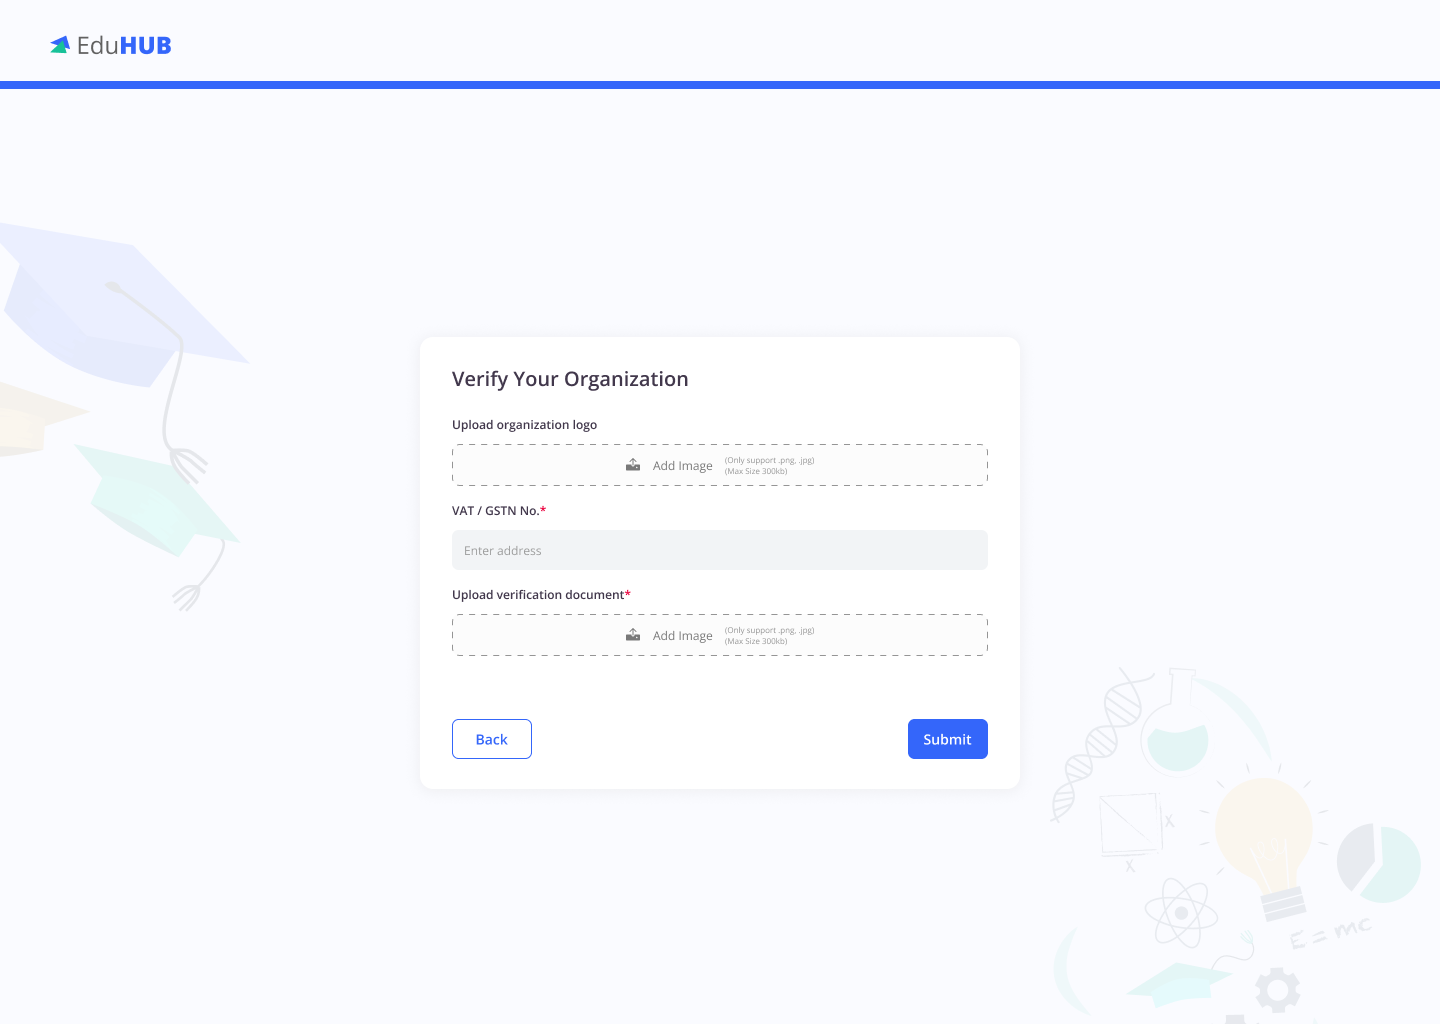 EduHUB
Verify Your Organization
Upload organization logo
Add Image
(Only support .png, .jpg)
(Max Size 300kb)
VAT / GSTN No.*
Enter address
Upload verification document*
Add Image
(Only support .png, .jpg)
(Max Size 300kb)
Back
Submit
x
x
E = mc